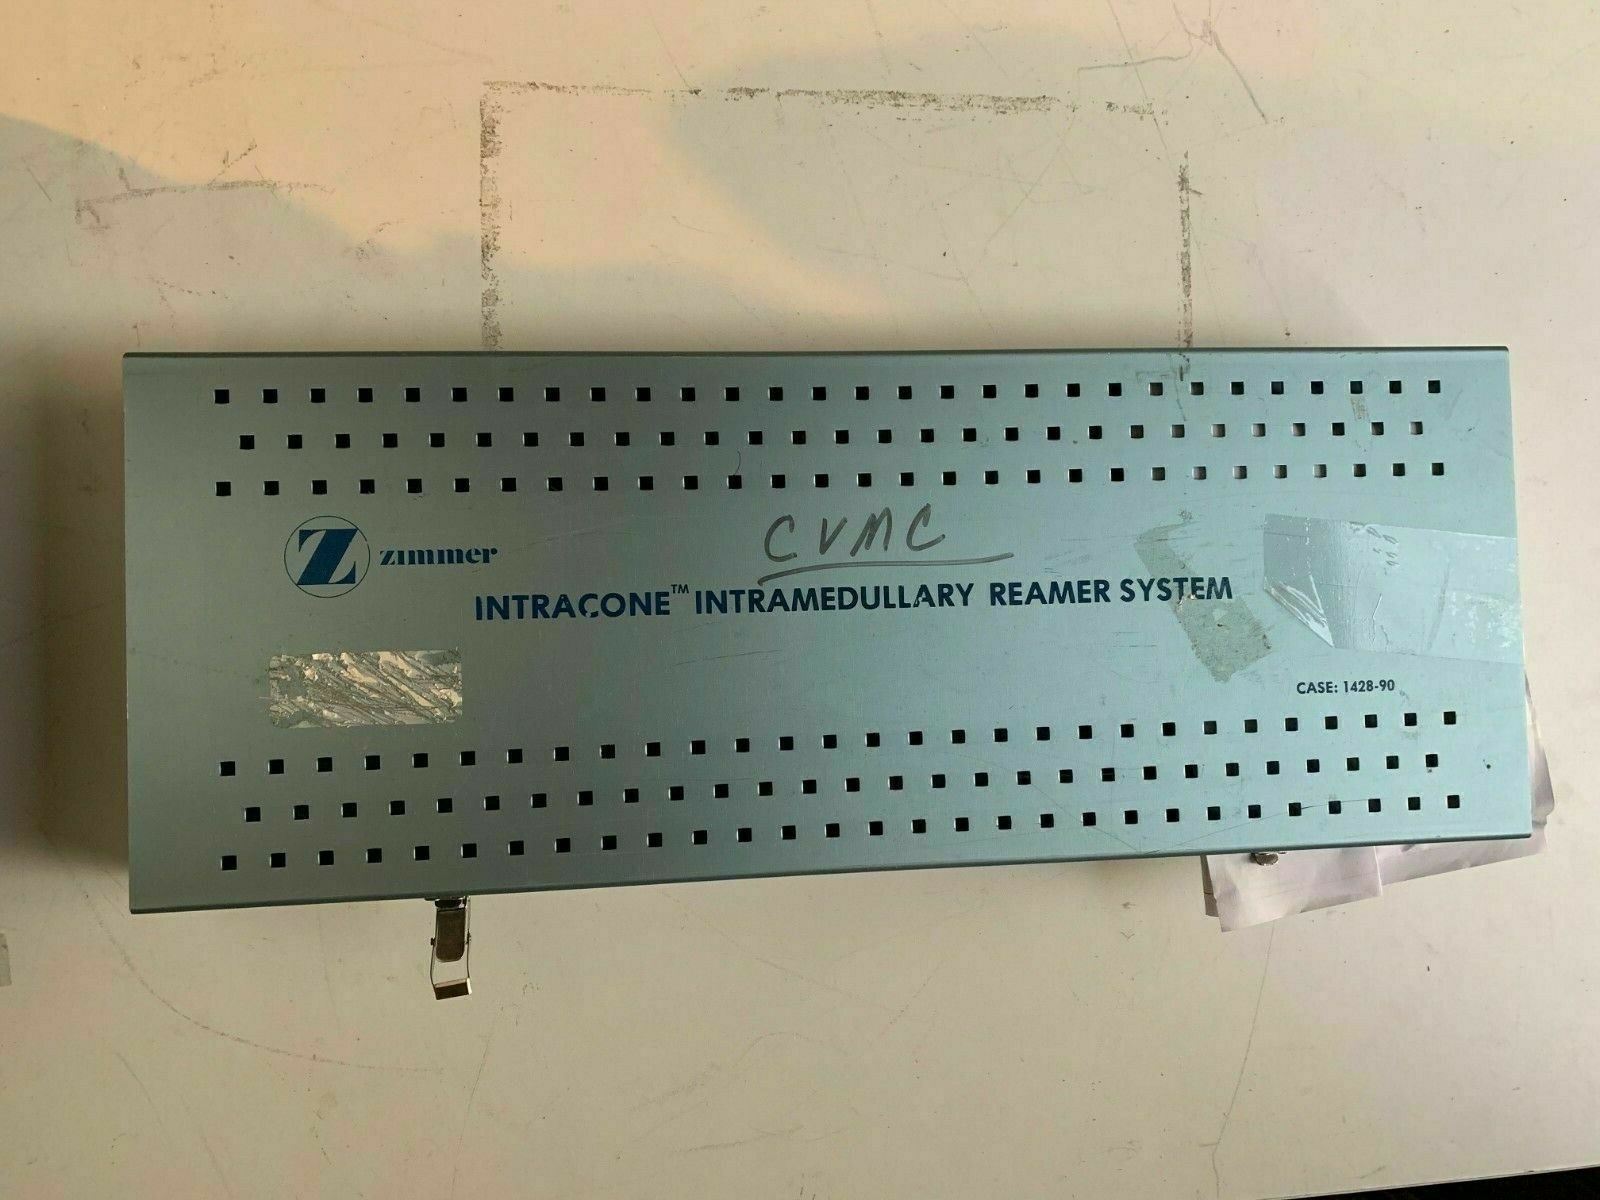 CVMC
Z zimmer
INTRACONE™ INTRAMEDULLARY REAMER SYSTEM
CASE: 1428-90